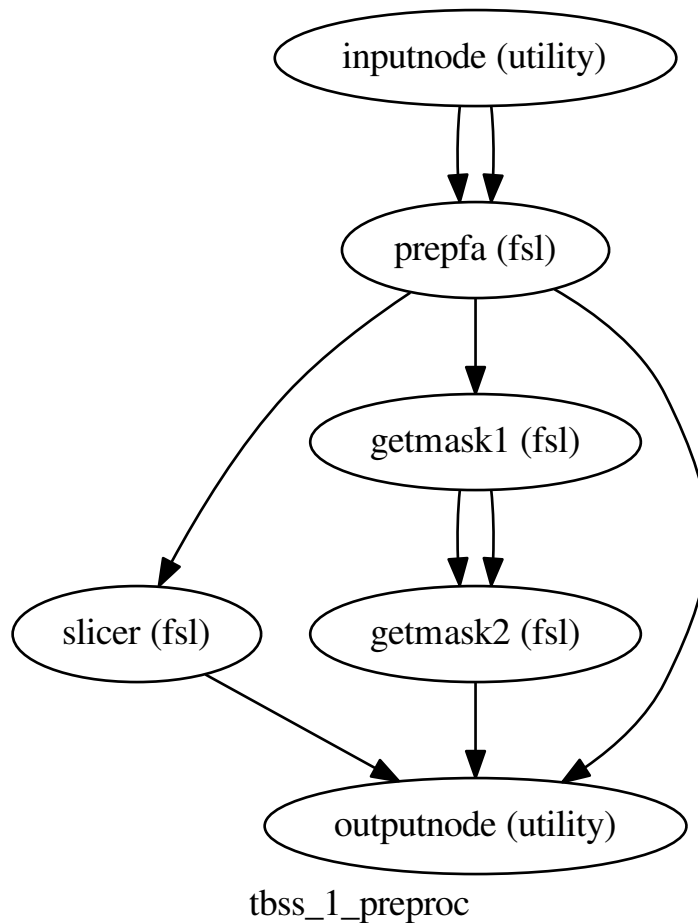 inputnode (utility)
prepfa (fsl)
getmask1 (fsl)
slicer (fsl)
getmask2 (fsl)
outputnode (utility)
tbss_1_preproc